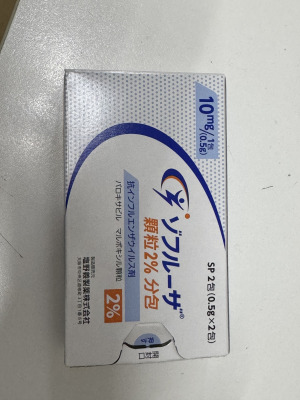 10mg/1包
(0.5g)
ゾフルーザ®
顆粒2% 分包
SP 2包(0.5g×2包)
抗インフルエンザウイルス剤
バロキサビル マルボキシル顆粒
2%
塩野義製薬株式会社
開封口